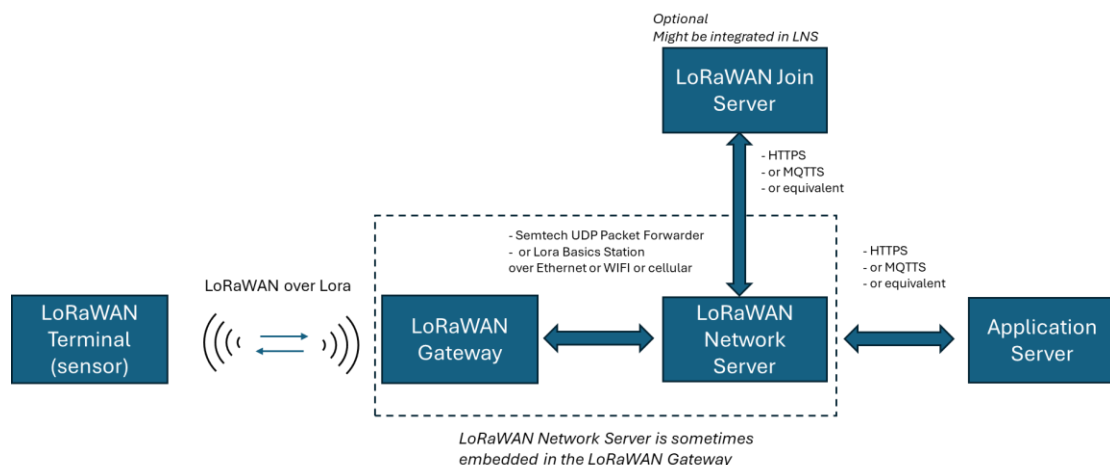 Optional
Might be integrated in LNS
LoRaWAN Join
Server
- HTTPS
- or MQTTS
- or equivalent
- Semtech UDP Packet Forwarder
- or Lora Basics Station
over Ethernet or WIFI or cellular
- HTTPS
- or MQTTS
- or equivalent
LoRaWAN over Lora
LoRaWAN
Terminal
(sensor)
LoRaWAN
Gateway
LoRaWAN
Network
Server
Application
Server
LoRaWAN Network Server is sometimes
embedded in the LoRaWAN Gateway